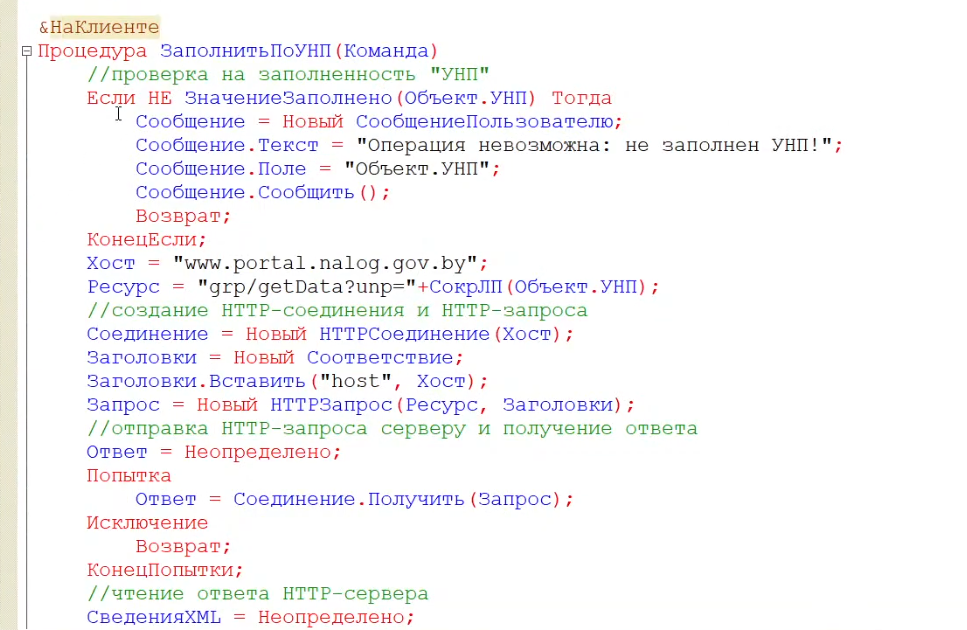 &НаКлиенте
Процедура ЗаполнитьПоУНП(Команда)
//проверка на заполненность "УНП"
Если НЕ ЗначениеЗаполнено(Объект.УНП) Тогда
Сообщение = Новый СообщениеПользователю;
Сообщение.Текст = "Операция невозможна: не заполнен УНП!";
Сообщение.Поле = "Объект.УНП";
Сообщение.Сообщить();
Возврат;
КонецЕсли;
Хост = "www.portal.nalog.gov.by";
Ресурс = "grp/getData?unp="+СокрЛП(Объект.УНП);
//создание HTTP-соединения и HTTP-запроса
Соединение = Новый HTTPСоединение(Хост);
Заголовки = Новый Соответствие;
Заголовки.Вставить("host", Хост);
Запрос = Новый HTTPЗапрос(Ресурс, Заголовки);
//отправка HTTP-запроса серверу и получение ответа
Ответ = Неопределено;
Попытка
Ответ = Соединение.Получить(Запрос);
Исключение
Возврат;
КонецПопытки;
//чтение ответа HTTP-сервера
СведенияXML = Неопределено;